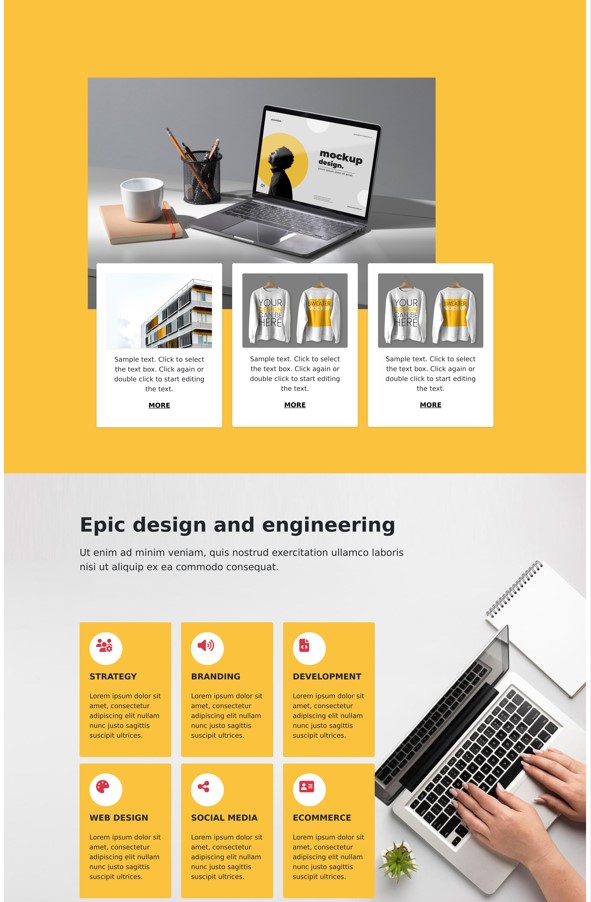 mockup
design.
YOUR
DESIGN
CAN BE
HERE
SWEATER
YOUR
DESIGN
CAN BE
HERE
SWEATER
Sample text. Click to select
the text box. Click again or
double click to start editing
the text.
MORE
Sample text. Click to select
the text box. Click again or
double click to start editing
the text.
MORE
Sample text. Click to select
the text box. Click again or
double click to start editing
the text.
MORE
Epic design and engineering
Ut enim ad minim veniam, quis nostrud exercitation ullamco laboris
nisi ut aliquip ex ea commodo consequat.
STRATEGY
Lorem ipsum dolor sit
amet, consectetur
adipiscing elit nullam
nunc justo sagittis
suscipit ultrices.
BRANDING
Lorem ipsum dolor sit
amet, consectetur
adipiscing elit nullam
nunc justo sagittis
suscipit ultrices.
DEVELOPMENT
Lorem ipsum dolor sit
amet, consectetur
adipiscing elit nullam
nunc justo sagittis
suscipit ultrices.
WEB DESIGN
Lorem ipsum dolor sit
amet, consectetur
adipiscing elit nullam
nunc justo sagittis
suscipit ultrices.
SOCIAL MEDIA
Lorem ipsum dolor sit
amet, consectetur
adipiscing elit nullam
nunc justo sagittis
suscipit ultrices.
ECOMMERCE
Lorem ipsum dolor sit
amet, consectetur
adipiscing elit nullam
nunc justo sagittis
suscipit ultrices.